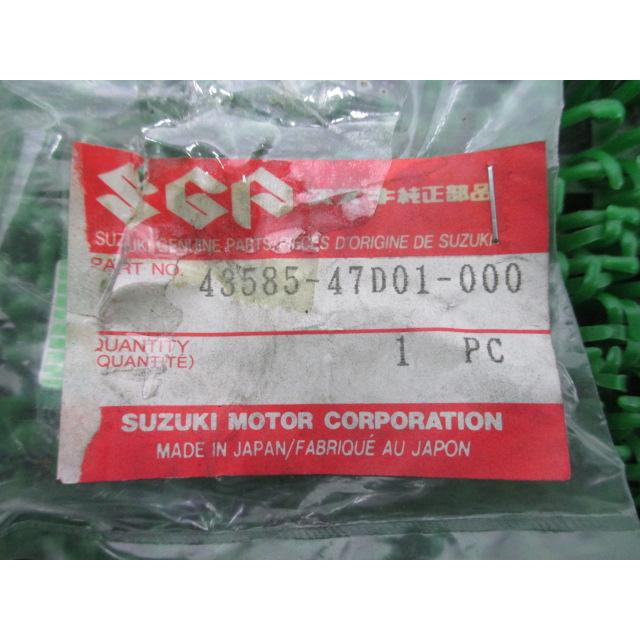 SGP スズキ純正部品
SUZUKI GENUINE PARTS/PIECES D'ORIGINE DE SUZUKI
PART NO. 43585-47D01-000
QUANTITY 1 PC
(QUANTITÉ)
SUZUKI MOTOR CORPORATION
MADE IN JAPAN/FABRIQUÉ AU JAPON